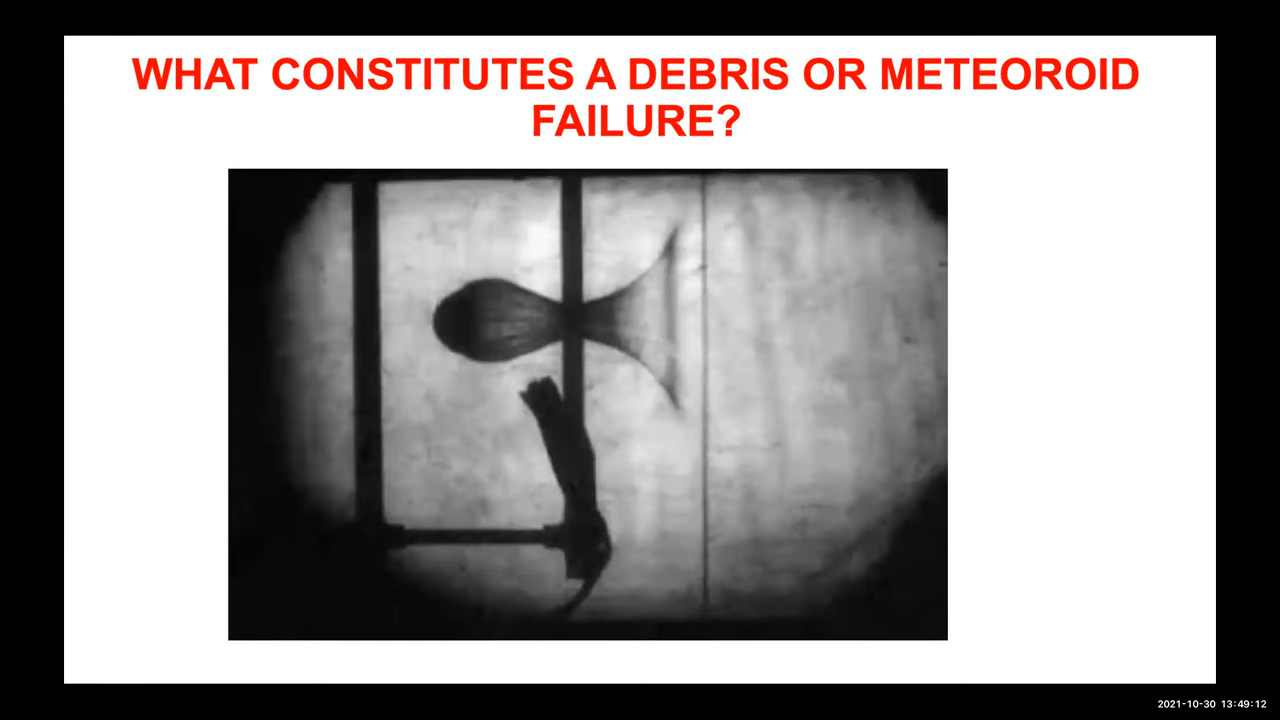 WHAT CONSTITUTES A DEBRIS OR METEOROID
FAILURE?
2021-10-30 13:49:12